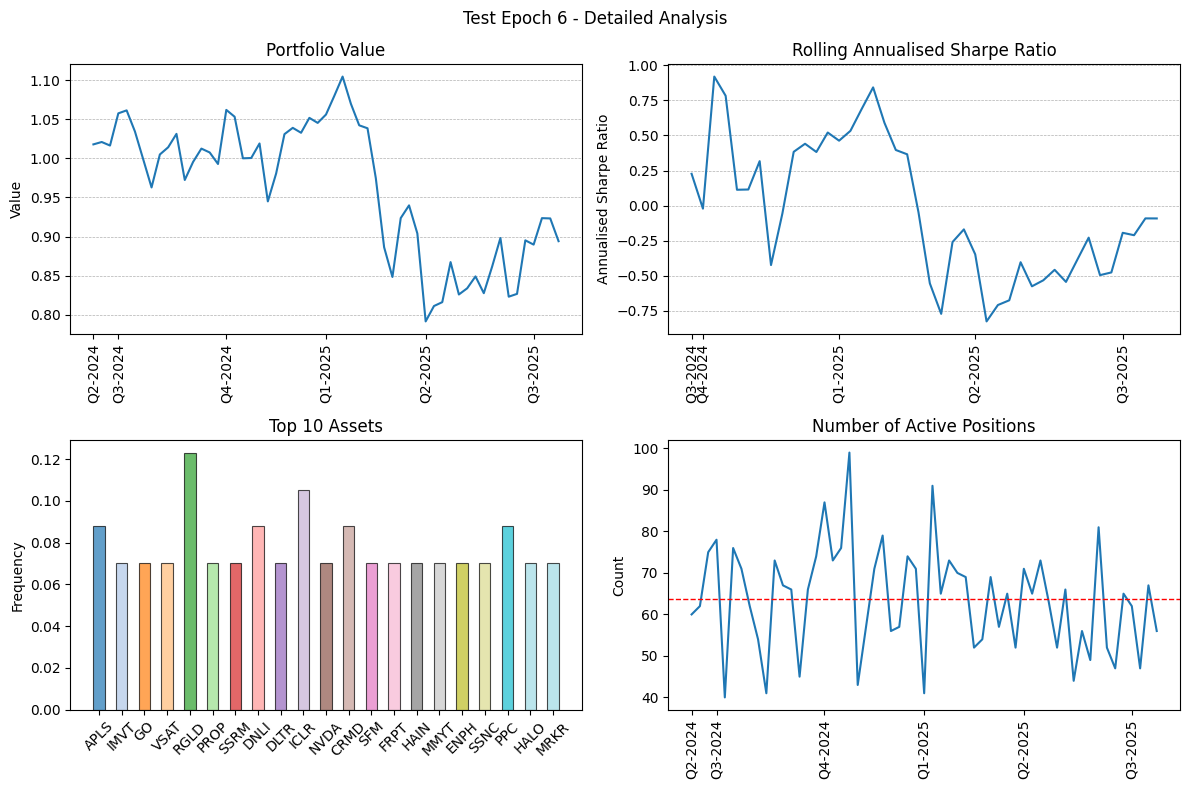 Test Epoch 6 - Detailed Analysis
Portfolio Value
Value
1.10
1.05
1.00
0.95
0.90
0.85
0.80
Q2-2024
Q3-2024
Q4-2024
Q1-2025
Q2-2025
Q3-2025
Rolling Annualised Sharpe Ratio
Annualised Sharpe Ratio
1.00
0.75
0.50
0.25
0.00
−0.25
−0.50
−0.75
Q3-2024
Q4-2024
Q1-2025
Q2-2025
Q3-2025
Top 10 Assets
Frequency
0.12
0.10
0.08
0.06
0.04
0.02
0.00
APLS
IMVT
GO
VSAT
RGLD
PROP
SSRM
DNLI
DLTR
ICLR
NVDA
CRMD
SFM
FRPT
HAIN
MMYT
ENPH
SSNC
PPC
HALO
MRKR
Number of Active Positions
Count
100
90
80
70
60
50
40
Q2-2024
Q3-2024
Q4-2024
Q1-2025
Q2-2025
Q3-2025